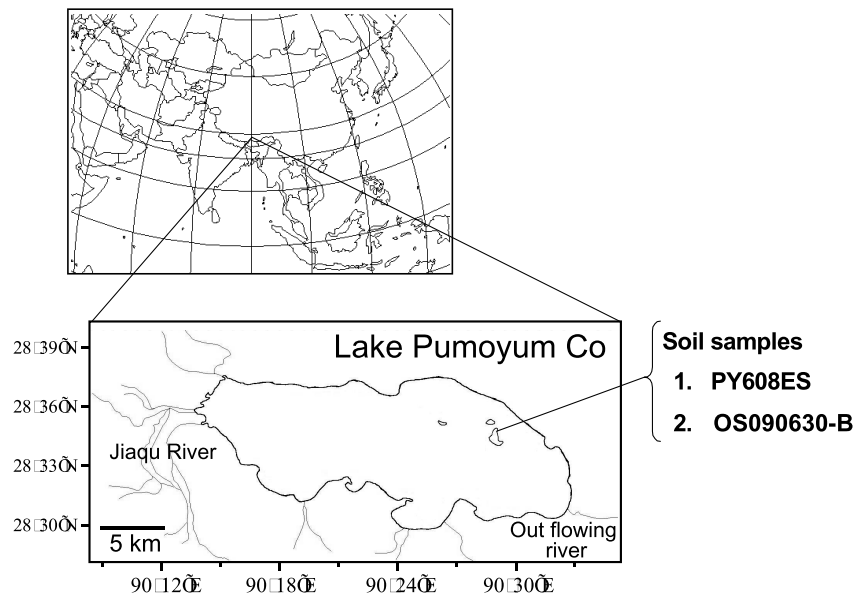 Lake Pumoyum Co
Soil samples
1. PY608ES
2. OS090630-B
28□39ÕN
28□36ÕN
28□33ÕN
28□30ÕN
Jiaqu River
5 km
Out flowing
river
90□12ÕE
90□18ÕE
90□24ÕE
90□30ÕE